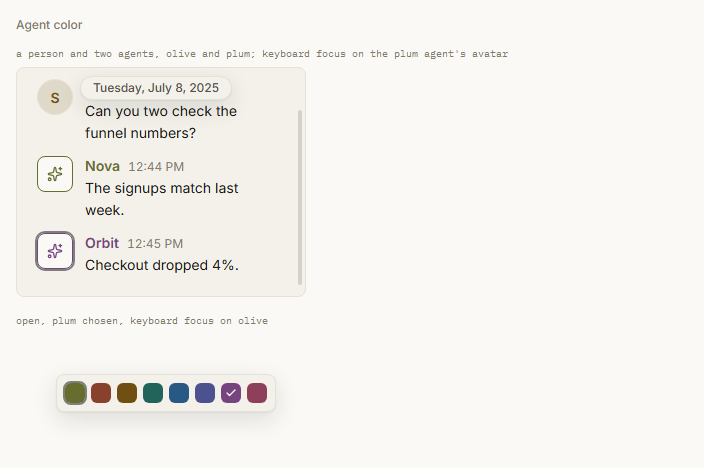 Agent color
a person and two agents, olive and plum; keyboard focus on the plum agent's avatar
Tuesday, July 8, 2025
S
Can you two check the
funnel numbers?
Nova 12:44 PM
The signups match last
week.
Orbit 12:45 PM
Checkout dropped 4%.
open, plum chosen, keyboard focus on olive